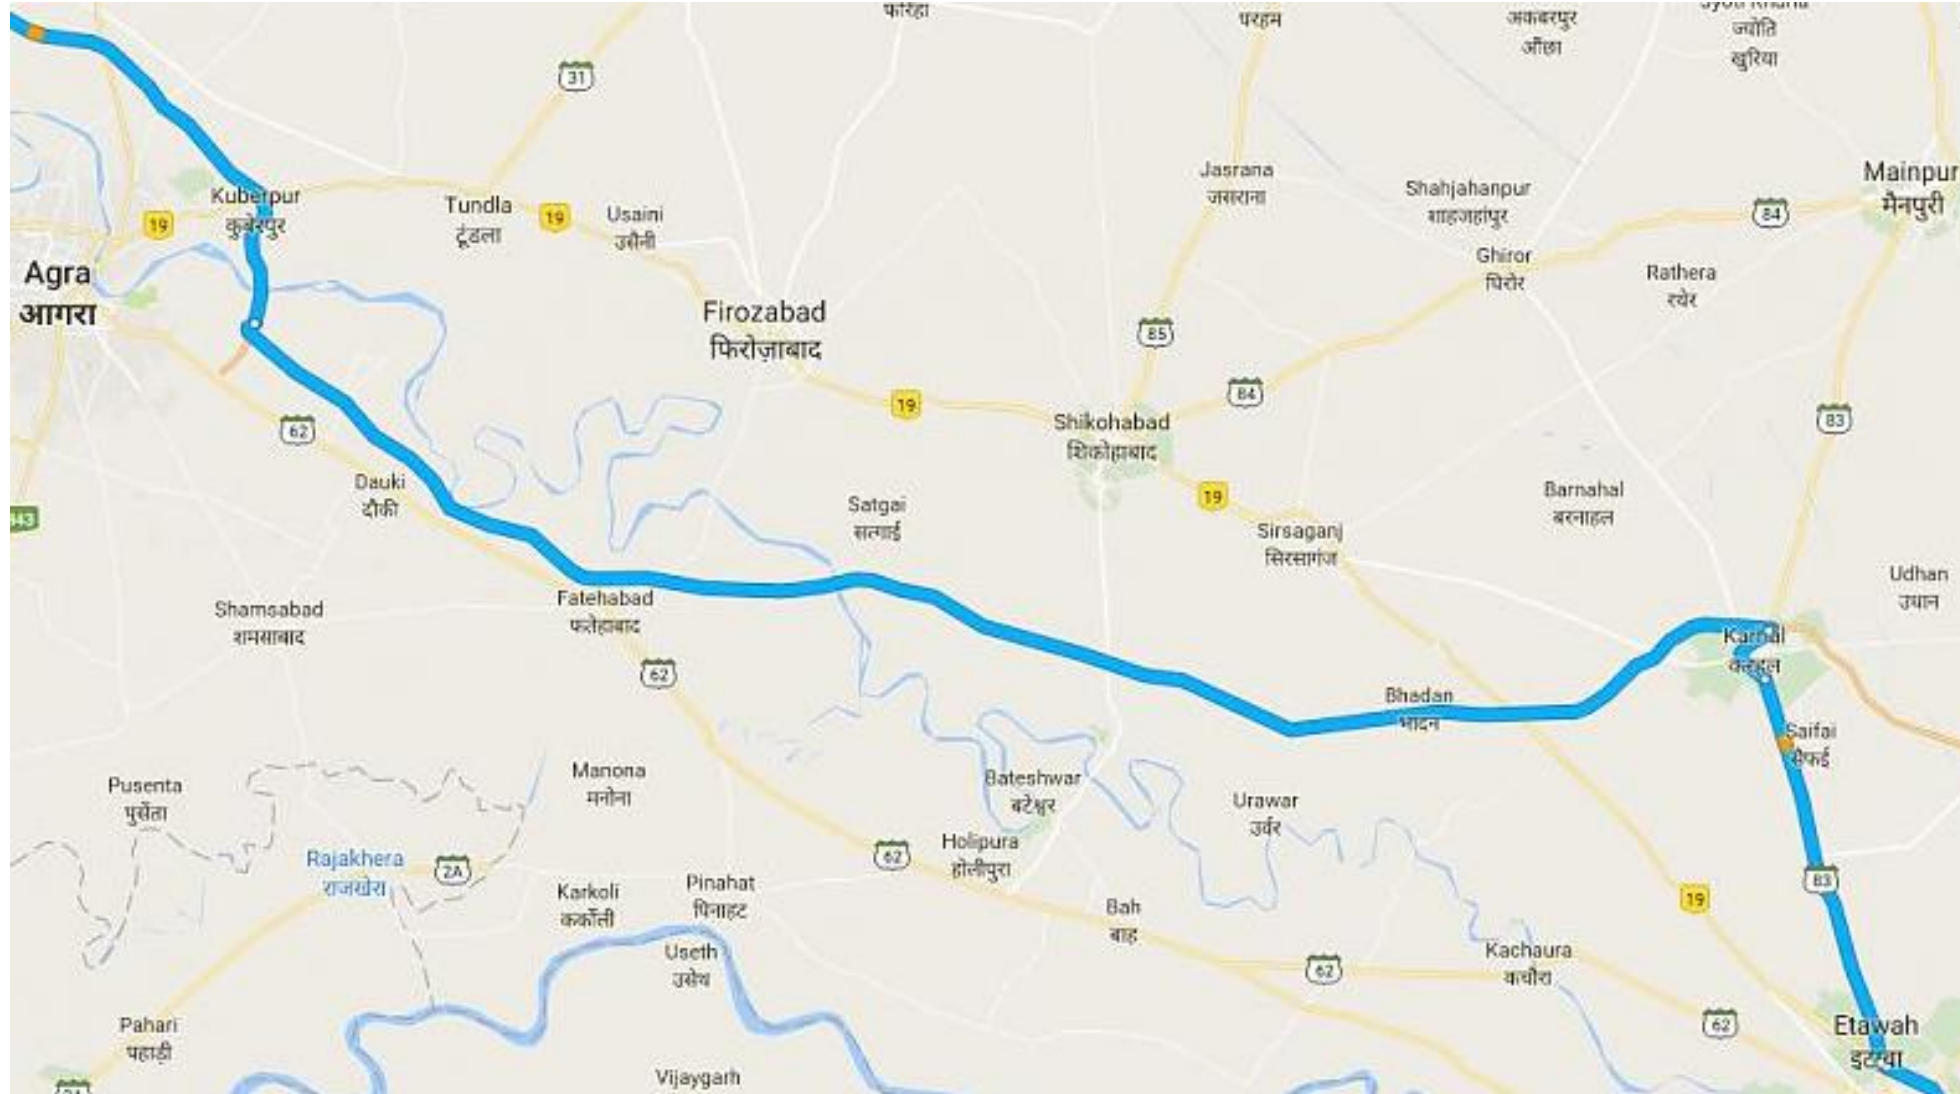 फरिहा
परहम
अकबरपुर
औंछा
ज्योति
खुरिया
31
Jasrana
जसराना
Shahjahanpur
शाहजहांपुर
Mainpur
मैनपुरी
84
Kuberpur
कुबेरपुर
19
Tundla
टूंडला
19
Usaini
उसैनी
Ghiror
घिरोर
Rathera
रथेर
Agra
आगरा
Firozabad
फिरोज़ाबाद
85
84
19
83
62
Shikohabad
शिकोहाबाद
Dauki
दौकी
19
Barnahal
बरनाहल
Satgai
सत्गाई
43
Sirsaganj
सिरसागंज
Udhan
उधान
Shamsabad
शमसाबाद
Fatehabad
फतेहाबाद
Karhal
करहल
62
Bhadan
भादन
Saifai
सैफई
Manona
मनोना
Pusenta
पुसेंता
Bateshwar
बटेश्वर
Urawar
उर्वर
Holipura
होलीपुरा
62
Rajakhera
राजखेरा
2A
83
Karkoli
कर्कोली
Pinahat
पिनाहट
19
Bah
बाह
Useth
उसेथ
62
Kachaura
कचौरा
Pahari
पहाड़ी
62
Etawah
इटावा
Vijaygarh